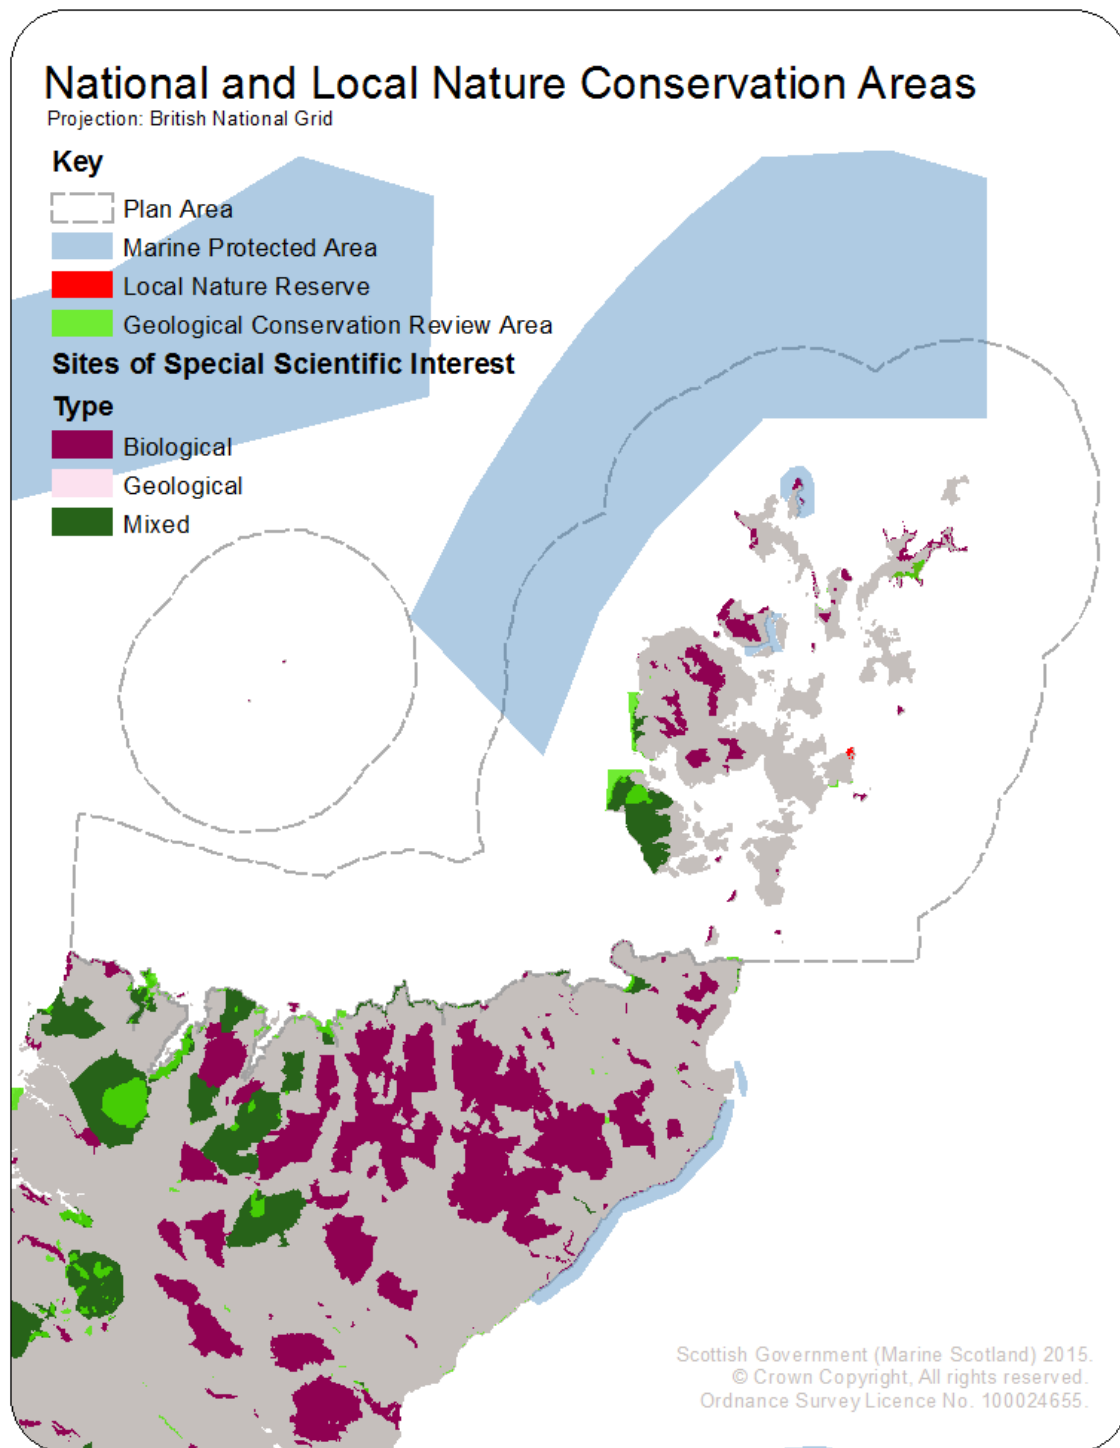 National and Local Nature Conservation Areas
Projection: British National Grid
Key
Plan Area
Marine Protected Area
Local Nature Reserve
Geological Conservation Review Area
Sites of Special Scientific Interest
Type
Biological
Geological
Mixed
Scottish Government (Marine Scotland) 2015.
© Crown Copyright, All rights reserved.
Ordnance Survey Licence No. 100024655.